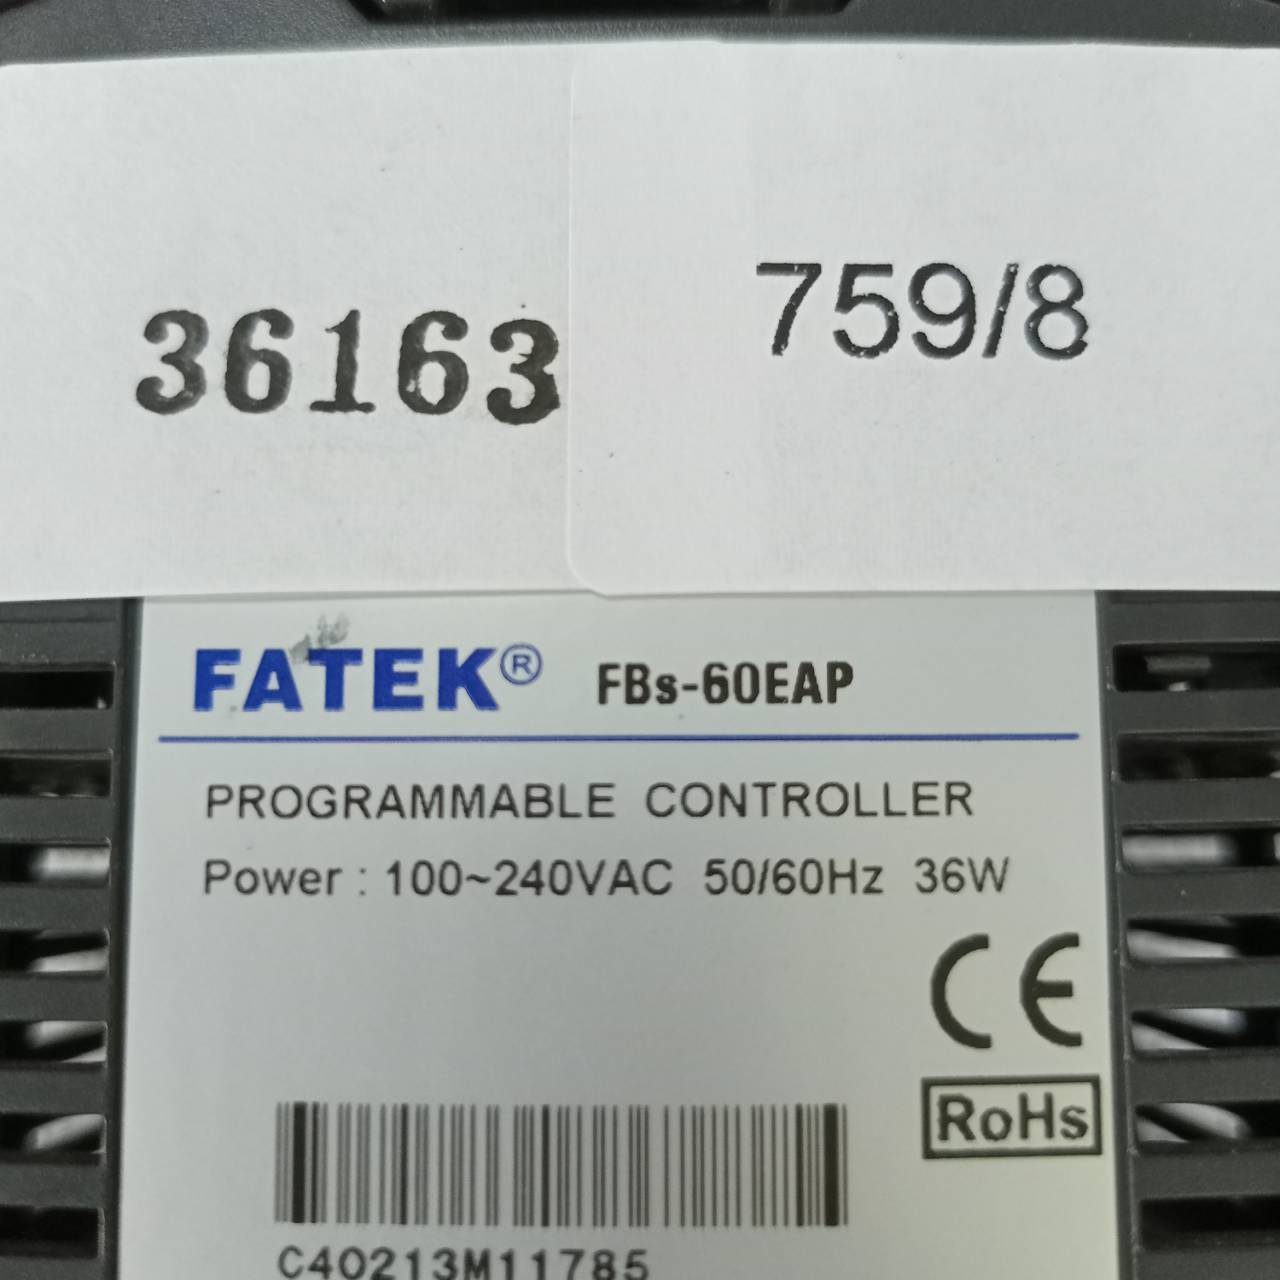 36163
759/8
FATEK® FBs-60EAP
PROGRAMMABLE CONTROLLER
Power : 100~240VAC 50/60Hz 36W
CE
RoHs
C40213M11785